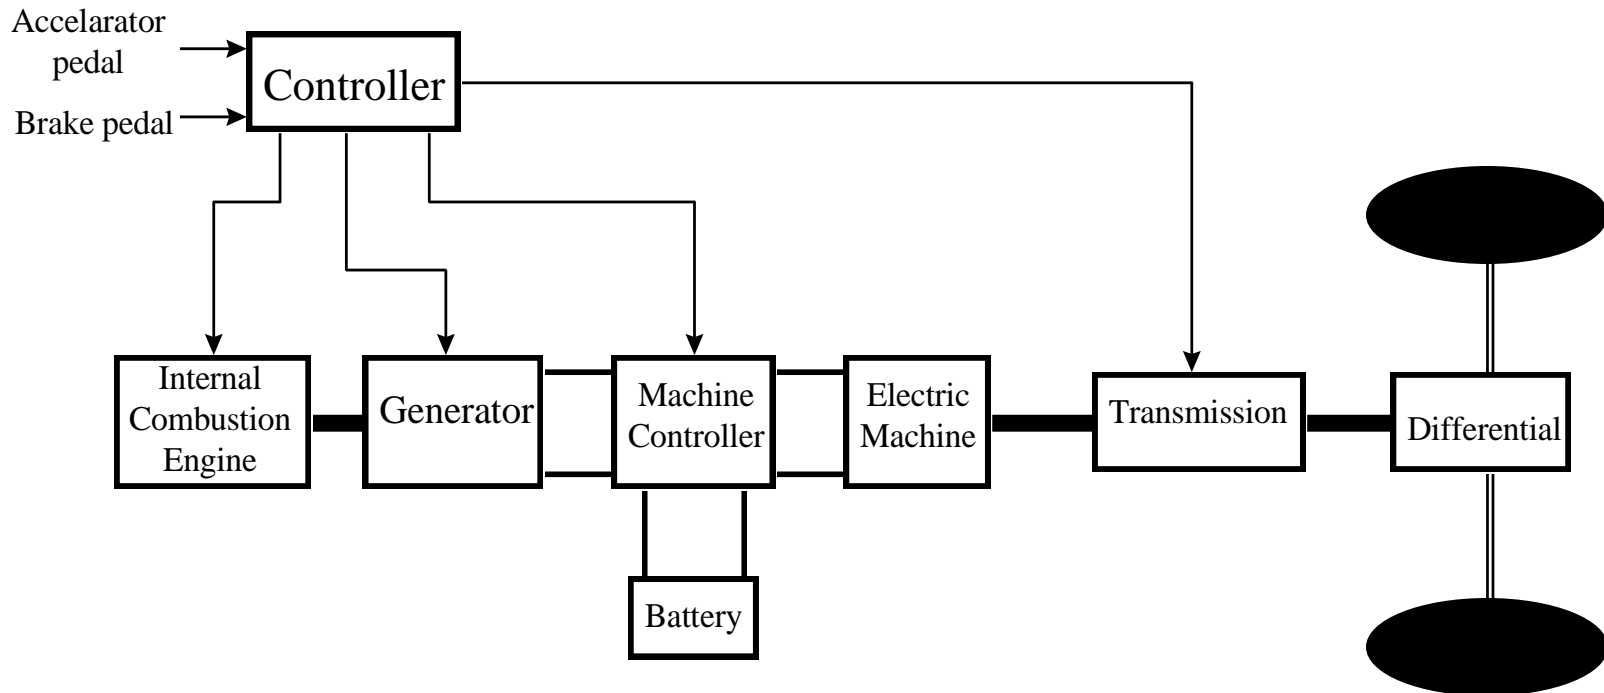 Accelarator
pedal
Controller
Brake pedal
Internal
Combustion
Engine
Generator
Machine
Controller
Electric
Machine
Transmission
Differential
Battery